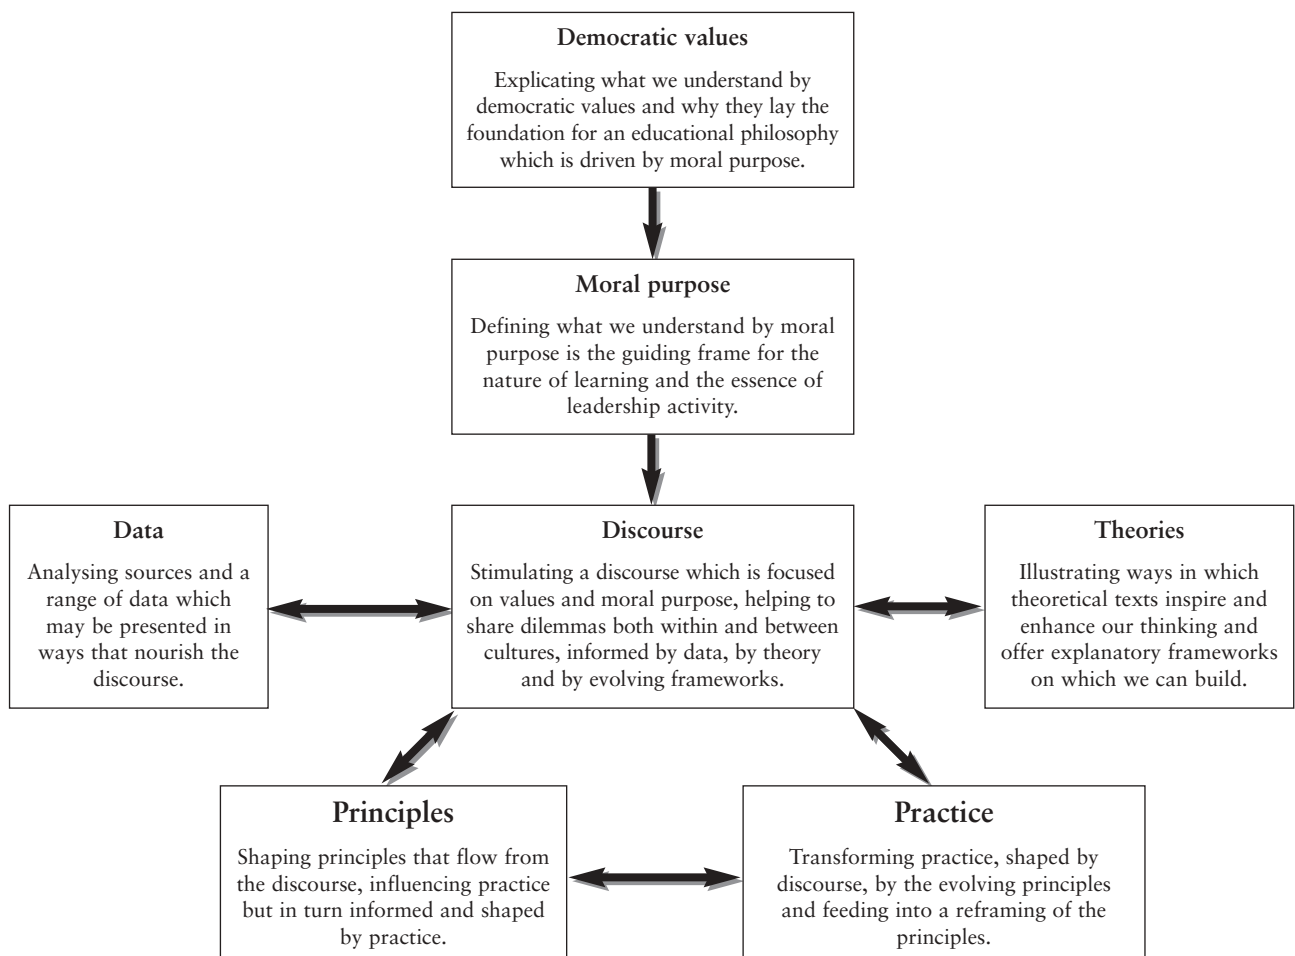 Democratic values
Explicating what we understand by
democratic values and why they lay the
foundation for an educational philosophy
which is driven by moral purpose.
Moral purpose
Defining what we understand by moral
purpose is the guiding frame for the
nature of learning and the essence of
leadership activity.
Data
Analysing sources and a
range of data which
may be presented in
ways that nourish the
discourse.
Discourse
Stimulating a discourse which is focused
on values and moral purpose, helping to
share dilemmas both within and between
cultures, informed by data, by theory
and by evolving frameworks.
Theories
Illustrating ways in which
theoretical texts inspire and
enhance our thinking and
offer explanatory frameworks
on which we can build.
Principles
Shaping principles that flow from
the discourse, influencing practice
but in turn informed and shaped
by practice.
Practice
Transforming practice, shaped by
discourse, by the evolving principles
and feeding into a reframing of the
principles.